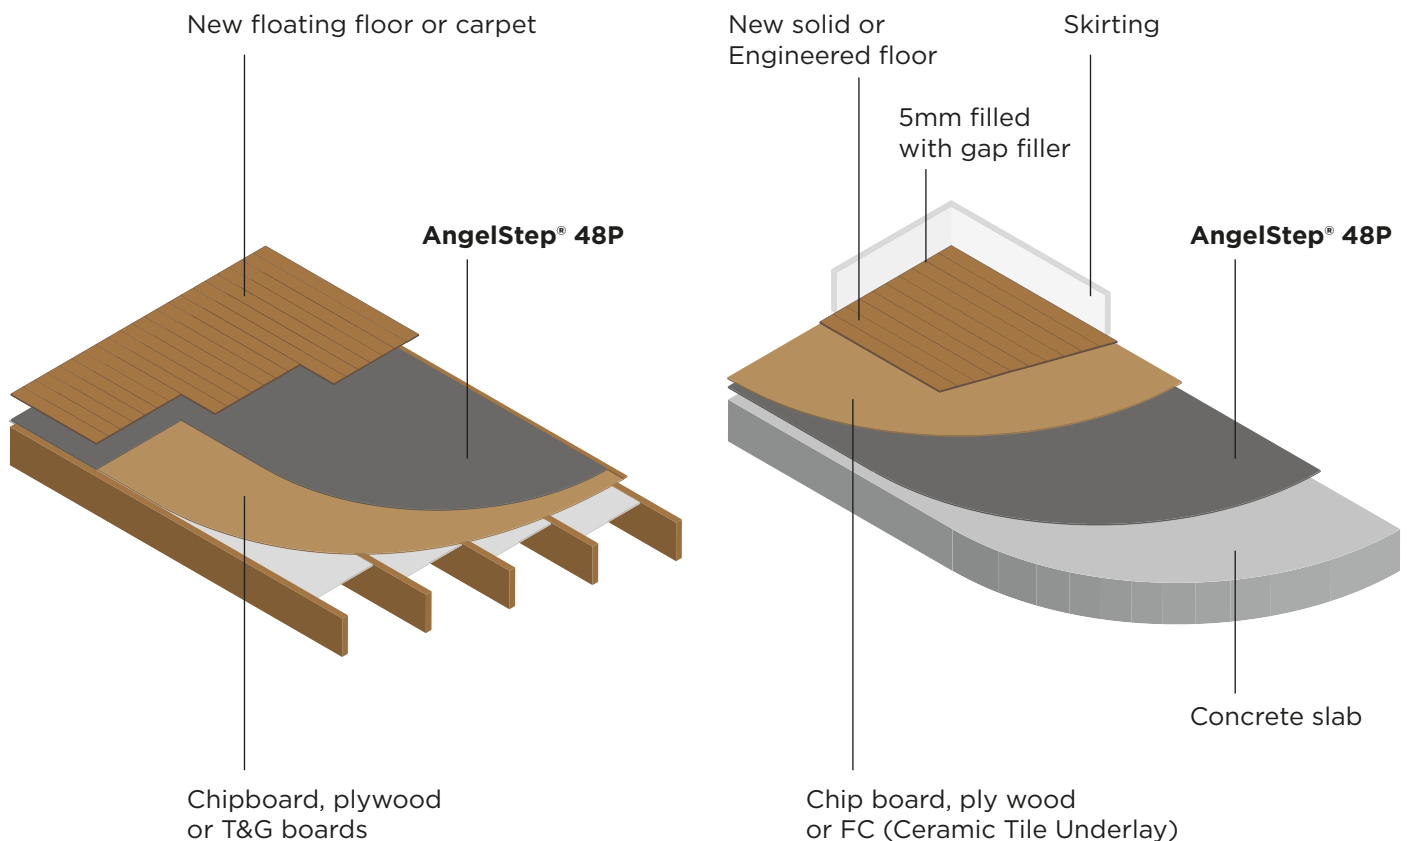 New floating floor or carpet
AngelStep® 48P
Chipboard, plywood
or T&G boards
New solid or
Engineered floor
Skirting
5mm filled
with gap filler
AngelStep® 48P
Concrete slab
Chip board, ply wood
or FC (Ceramic Tile Underlay)